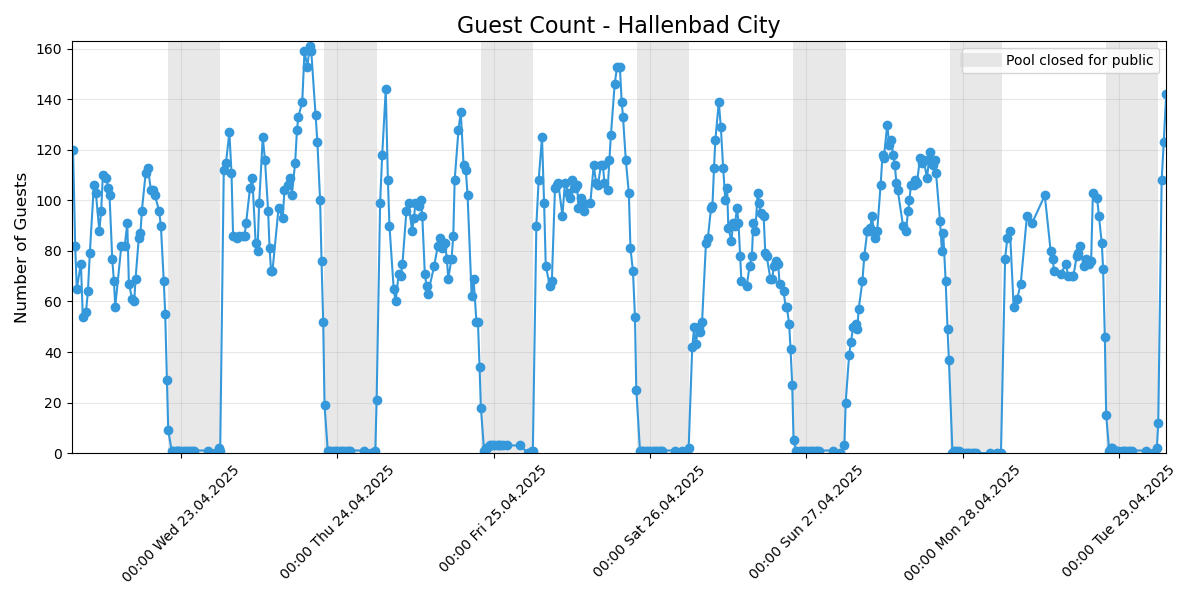 Guest Count - Hallenbad City
Pool closed for public
Number of Guests
160
140
120
100
80
60
40
20
0
00:00 Wed 23.04.2025
00:00 Thu 24.04.2025
00:00 Fri 25.04.2025
00:00 Sat 26.04.2025
00:00 Sun 27.04.2025
00:00 Mon 28.04.2025
00:00 Tue 29.04.2025